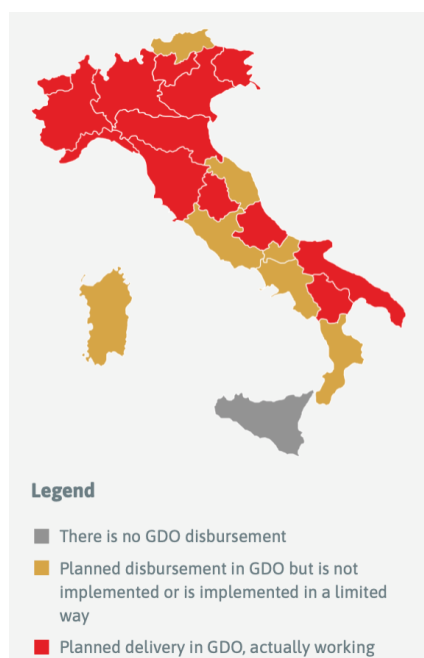 Legend
There is no GDO disbursement
Planned disbursement in GDO but is not
implemented or is implemented in a limited
way
Planned delivery in GDO, actually working